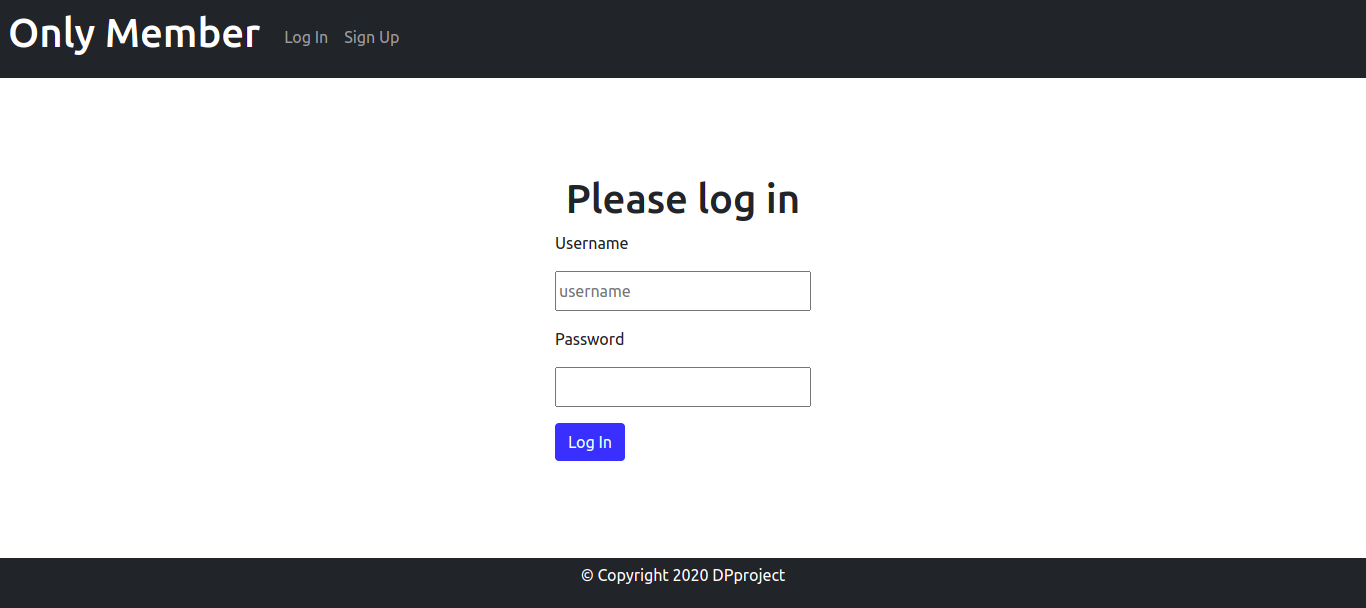 Only Member Log In Sign Up
Please log in
Username
username
Password
Log In
© Copyright 2020 DPproject